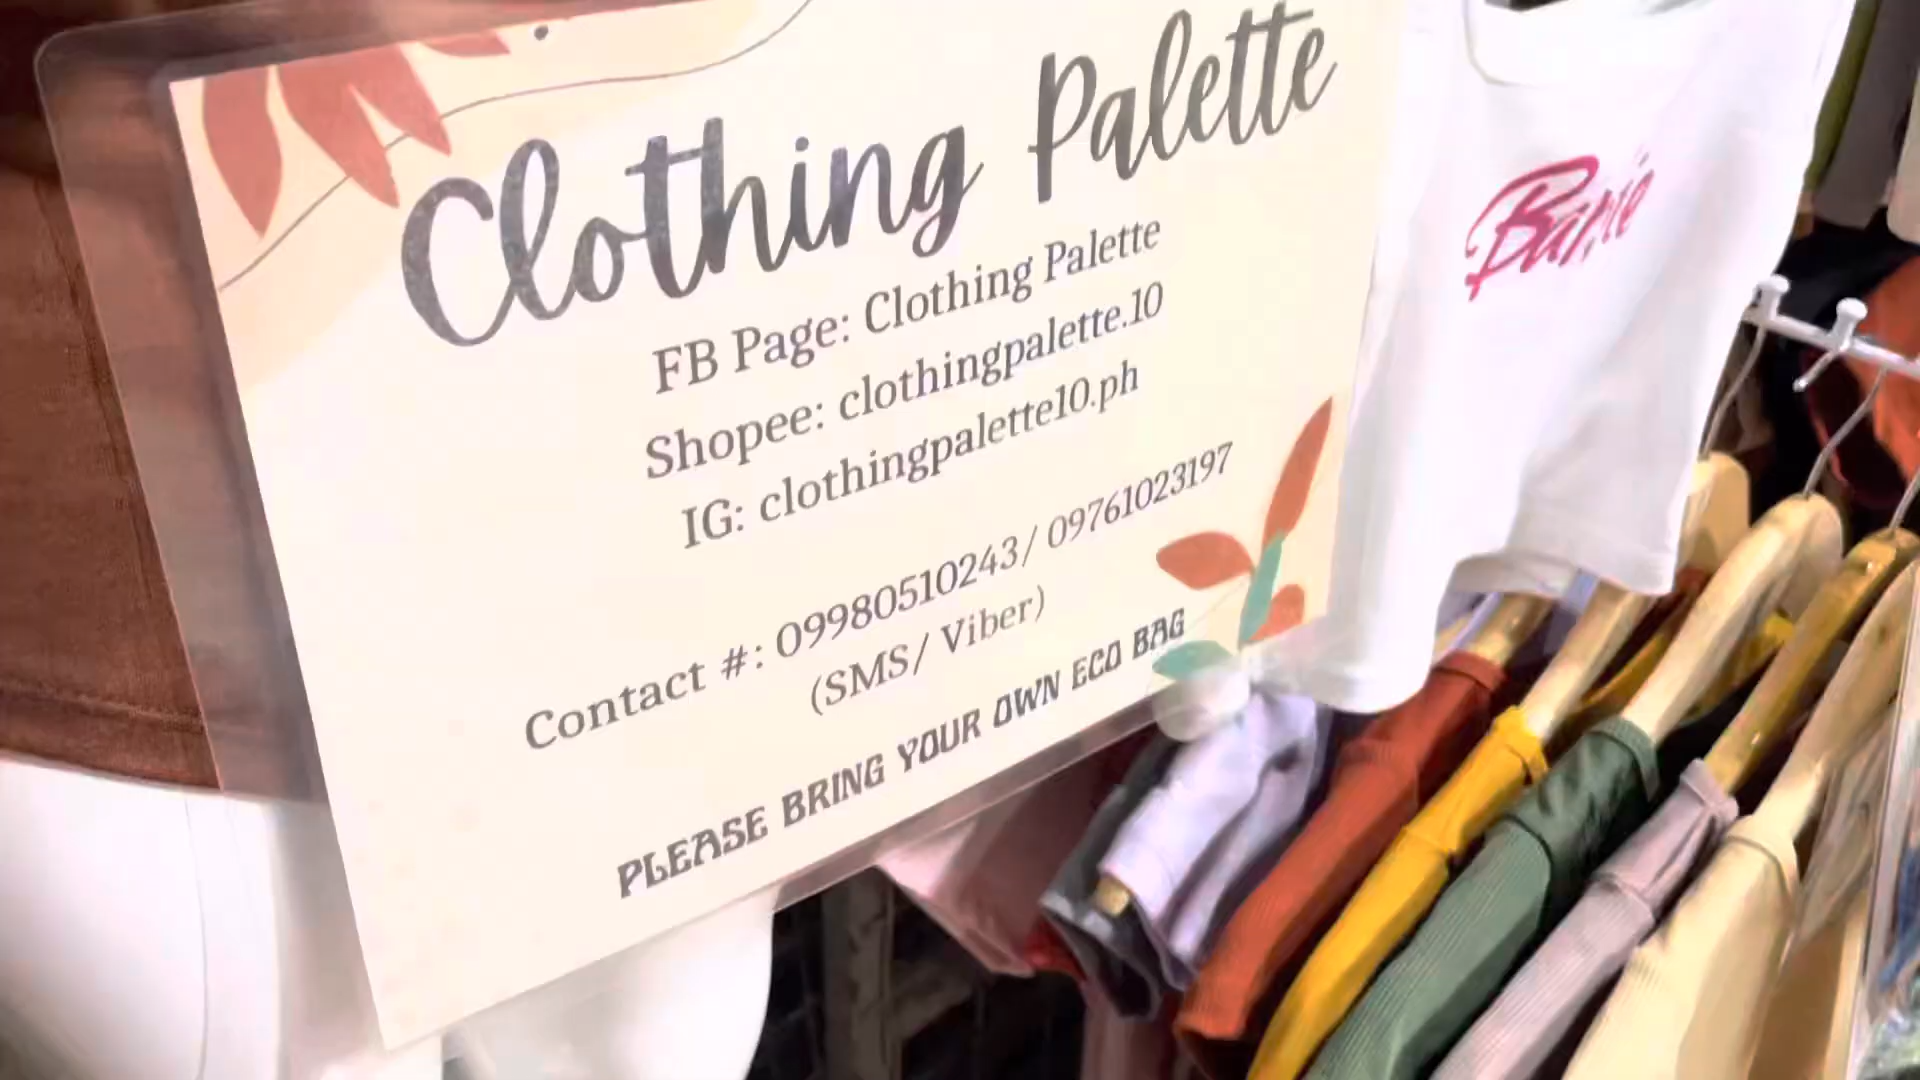 Clothing Palette
FB Page: Clothing Palette
Shopee: clothingpalette.10
IG: clothingpalette10.ph
Contact #: 09980510243/ 09761023197
(SMS/ Viber)
PLEASE BRING YOUR OWN ECO BAG